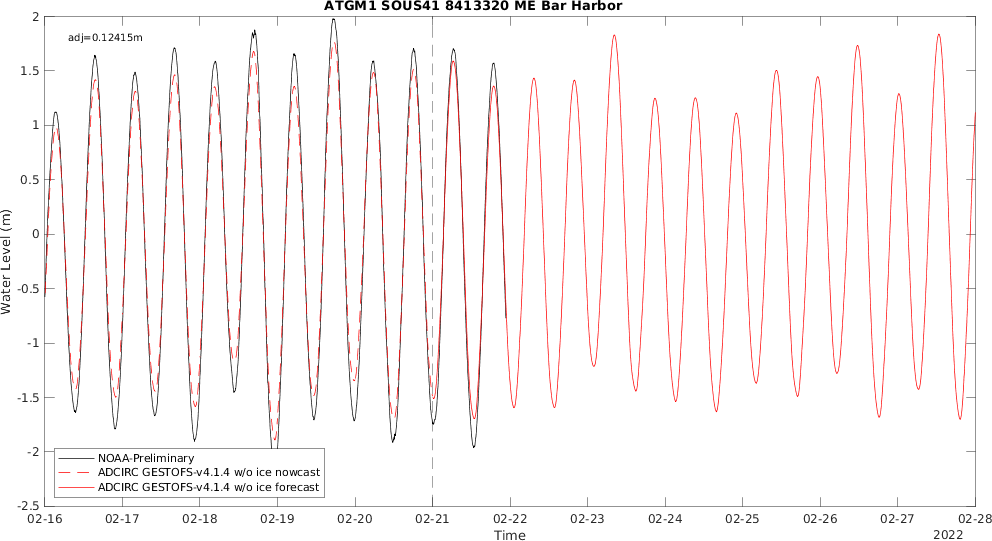 ATGM1 SOUS41 8413320 ME Bar Harbor
adj=0.12415m
2
1.5
1
0.5
0
-0.5
-1
-1.5
-2
-2.5
Water Level (m)
NOAA-Preliminary
ADCIRC GESTOFS-v4.1.4 w/o ice nowcast
ADCIRC GESTOFS-v4.1.4 w/o ice forecast
02-16 02-17 02-18 02-19 02-20 02-21 02-22 02-23 02-24 02-25 02-26 02-27 02-28
Time
2022